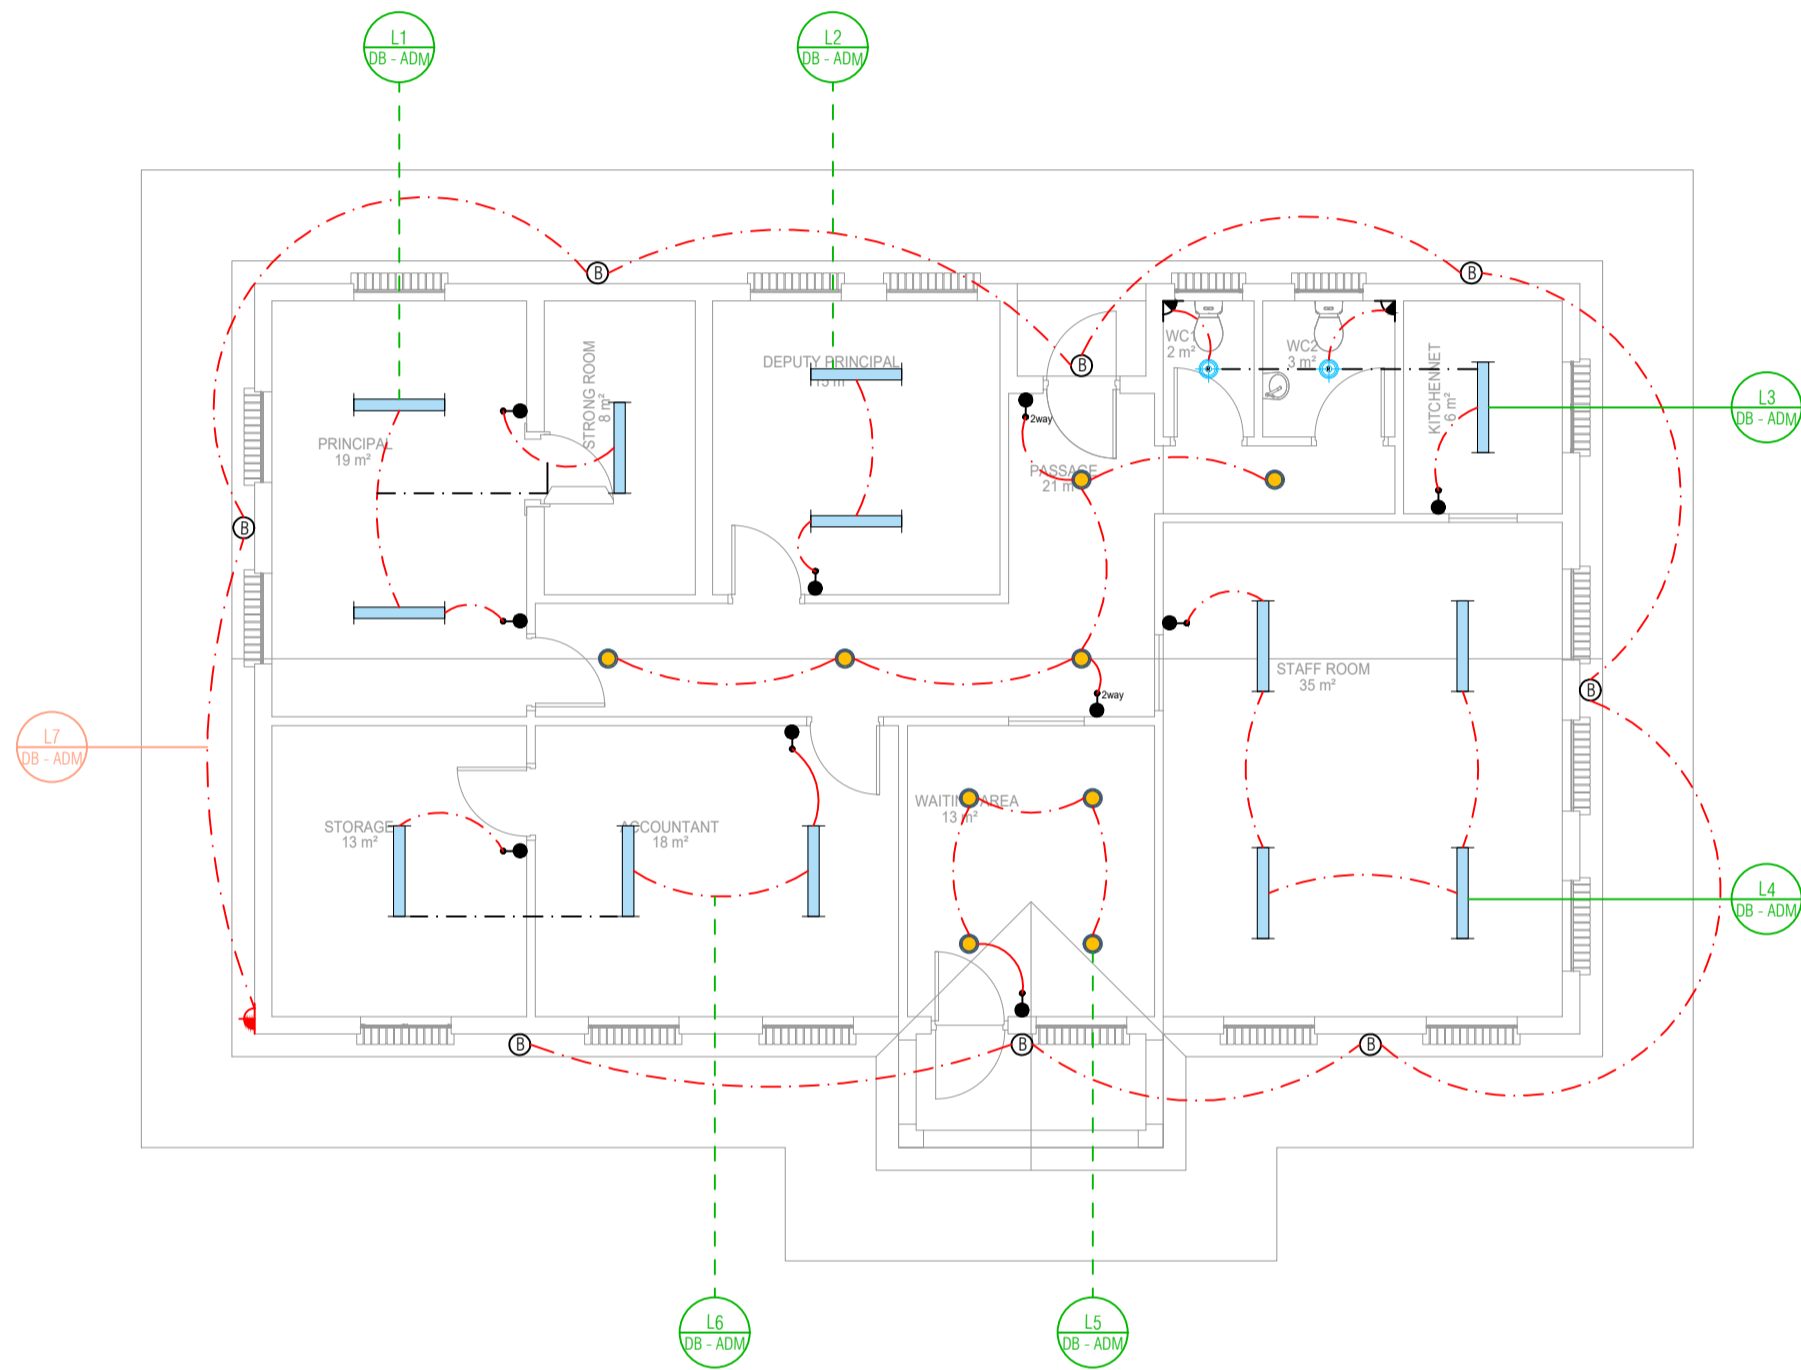 L1
DB - ADM
L2
DB - ADM
B
B
B
B
DEPUTY PRINCIPAL
15 m²
WC1
2 m²
WC2
3 m²
STRONG ROOM
8 m²
KITCHENNET
6 m²
L3
DB - ADM
2way
PRINCIPAL
19 m²
PASSAGE
21 m²
B
STAFF ROOM
35 m²
B
2way
L7
DB - ADM
WAITING AREA
13 m²
STORAGE
13 m²
ACCOUNTANT
18 m²
L4
DB - ADM
B
B
B
L6
DB - ADM
L5
DB - ADM